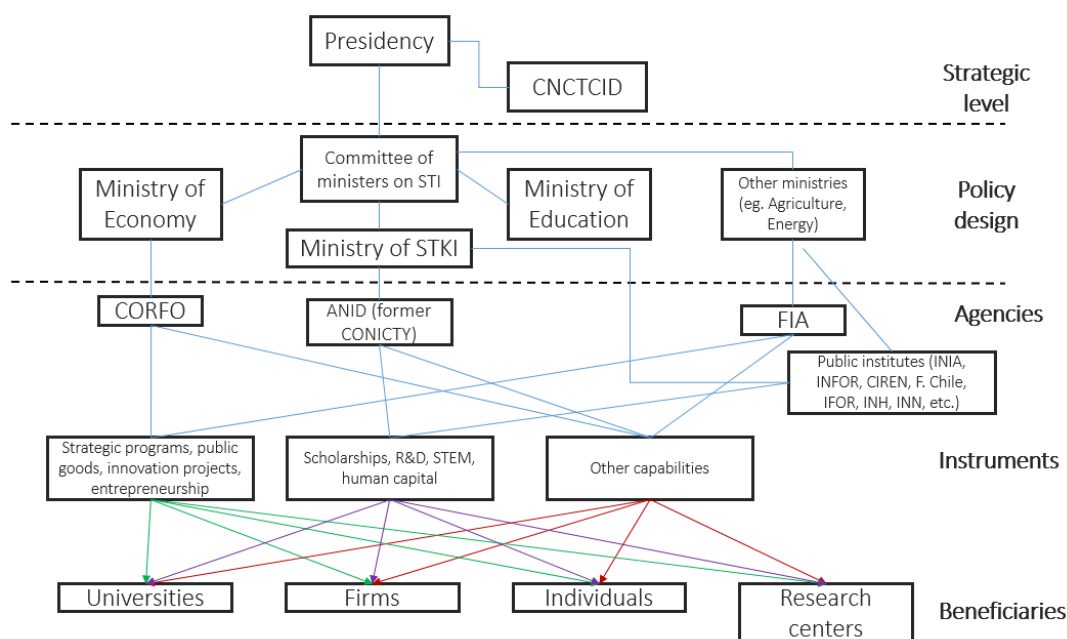 Presidency
CNCTCID
Strategic
level
Committee of
ministers on STI
Ministry of
Economy
Ministry of
Education
Other ministries
(eg. Agriculture,
Energy)
Policy
design
Ministry of STKI
CORFO
ANID (former
CONICTY)
FIA
Agencies
Public institutes (INIA,
INFOR, CIREN, F. Chile,
IFOR, INH, INN, etc.)
Strategic programs, public
goods, innovation projects,
entrepreneurship
Scholarships, R&D, STEM,
human capital
Other capabilities
Instruments
Universities
Firms
Individuals
Research
centers
Beneficiaries